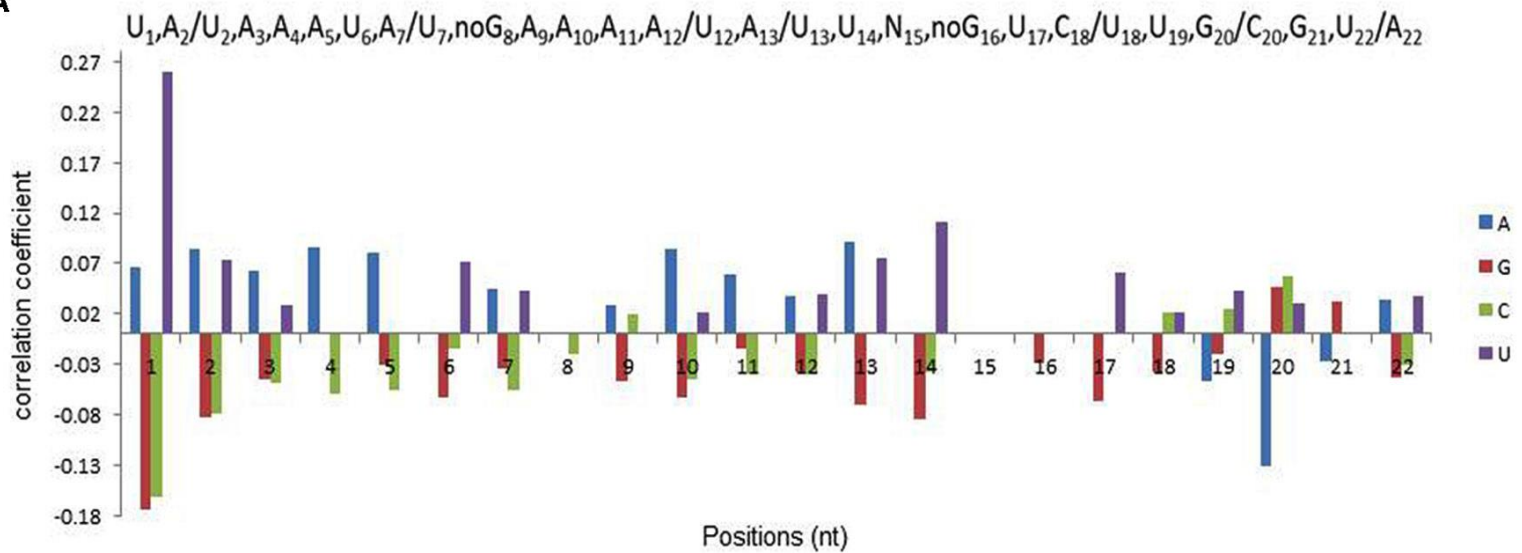 A
U₁,A₂/U₂,A₃,A₄,A₅,U₆,A₇/U₇,noG₈,A₉,A₁₀,A₁₁,A₁₂/U₁₂,A₁₃/U₁₃,U₁₄,N₁₅,noG₁₆,U₁₇,C₁₈/U₁₈,U₁₉,G₂₀/C₂₀,G₂₁,U₂₂/A₂₂
correlation coefficient
0.27
0.22
0.17
0.12
0.07
0.02
-0.03
-0.08
-0.13
-0.18
1 2 3 4 5 6 7 8 9 10 11 12 13 14 15 16 17 18 19 20 21 22
Positions (nt)
A
G
C
U